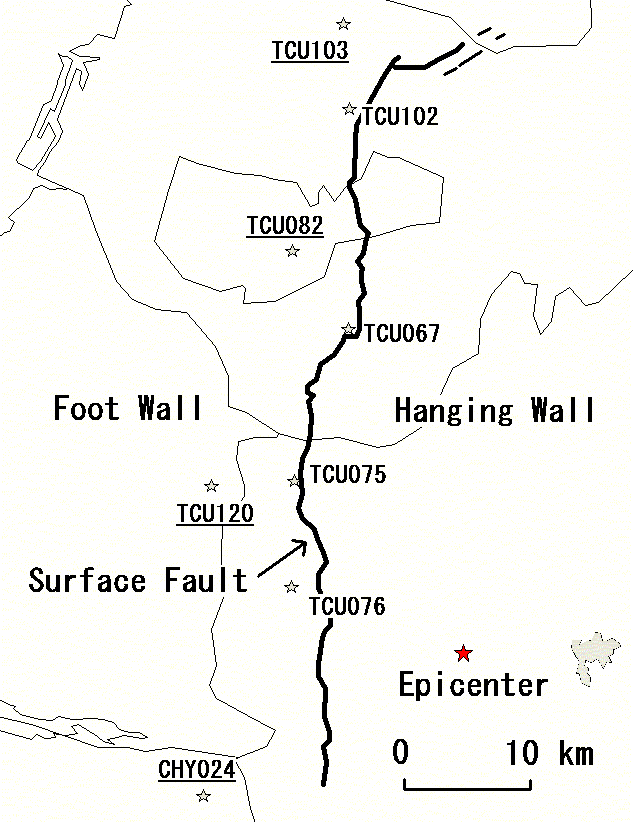 TCU103
TCU102
TCU082
TCU067
Foot Wall
Hanging Wall
TCU075
TCU120
Surface Fault
TCU076
Epicenter
0 10 km
CHY024